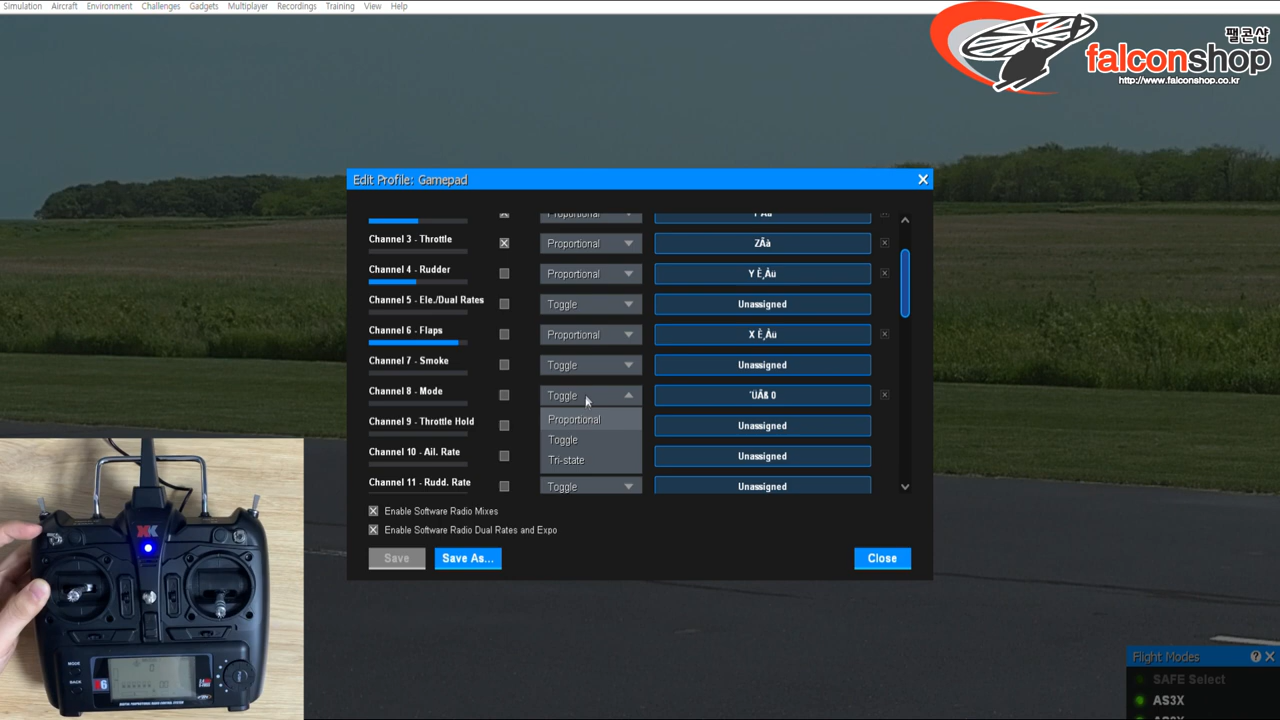 Simulation Aircraft Environment Challenges Gadgets Multiplayer Recordings Training View Help
팰콘샵
falconshop
http://www.falconshop.co.kr
Edit Profile: Gamepad
Proportional
Channel 3 - Throttle Proportional ZÃà
Channel 4 - Rudder Proportional Y È¸Àü
Channel 5 - Ele./Dual Rates Toggle Unassigned
Channel 6 - Flaps Proportional X È¸Àü
Channel 7 - Smoke Toggle Unassigned
Channel 8 - Mode Toggle ´ÜÃß 0
Channel 9 - Throttle Hold Proportional Unassigned
Toggle
Channel 10 - Ail. Rate Tri-state Unassigned
Channel 11 - Rudd. Rate Toggle Unassigned
Enable Software Radio Mixes
Enable Software Radio Dual Rates and Expo
Save Save As... Close
XK
MODE
BACK
X6
Flight Modes
SAFE Select
AS3X